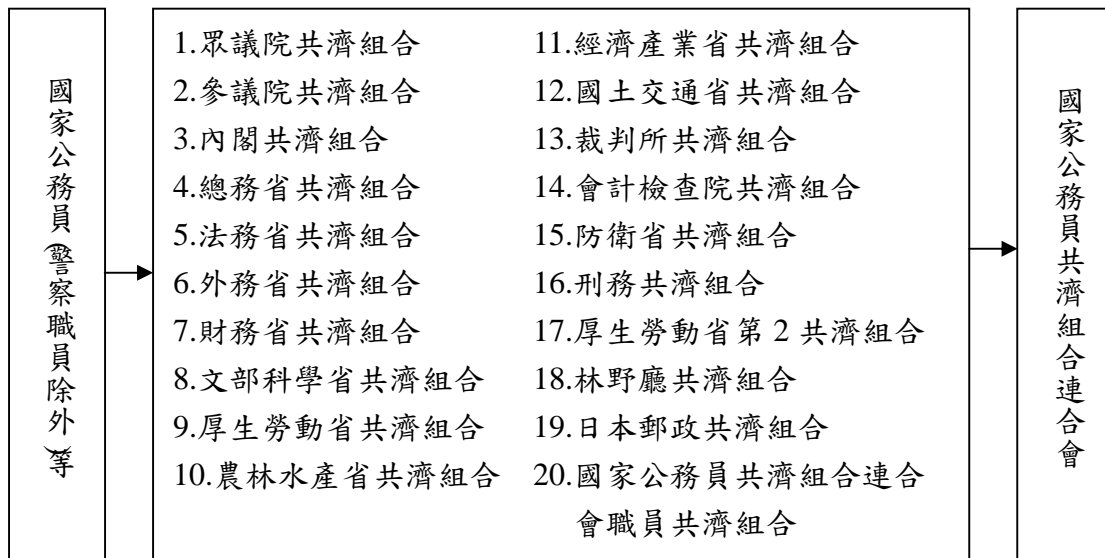 國家公務員(警察職員除外)等
1.眾議院共濟組合
2.參議院共濟組合
3.內閣共濟組合
4.總務省共濟組合
5.法務省共濟組合
6.外務省共濟組合
7.財務省共濟組合
8.文部科學省共濟組合
9.厚生勞動省共濟組合
10.農林水產省共濟組合
11.經濟產業省共濟組合
12.國土交通省共濟組合
13.裁判所共濟組合
14.會計檢查院共濟組合
15.防衛省共濟組合
16.刑務共濟組合
17.厚生勞動省第 2 共濟組合
18.林野廳共濟組合
19.日本郵政共濟組合
20.國家公務員共濟組合連合
會職員共濟組合
國家公務員共濟組合連合會